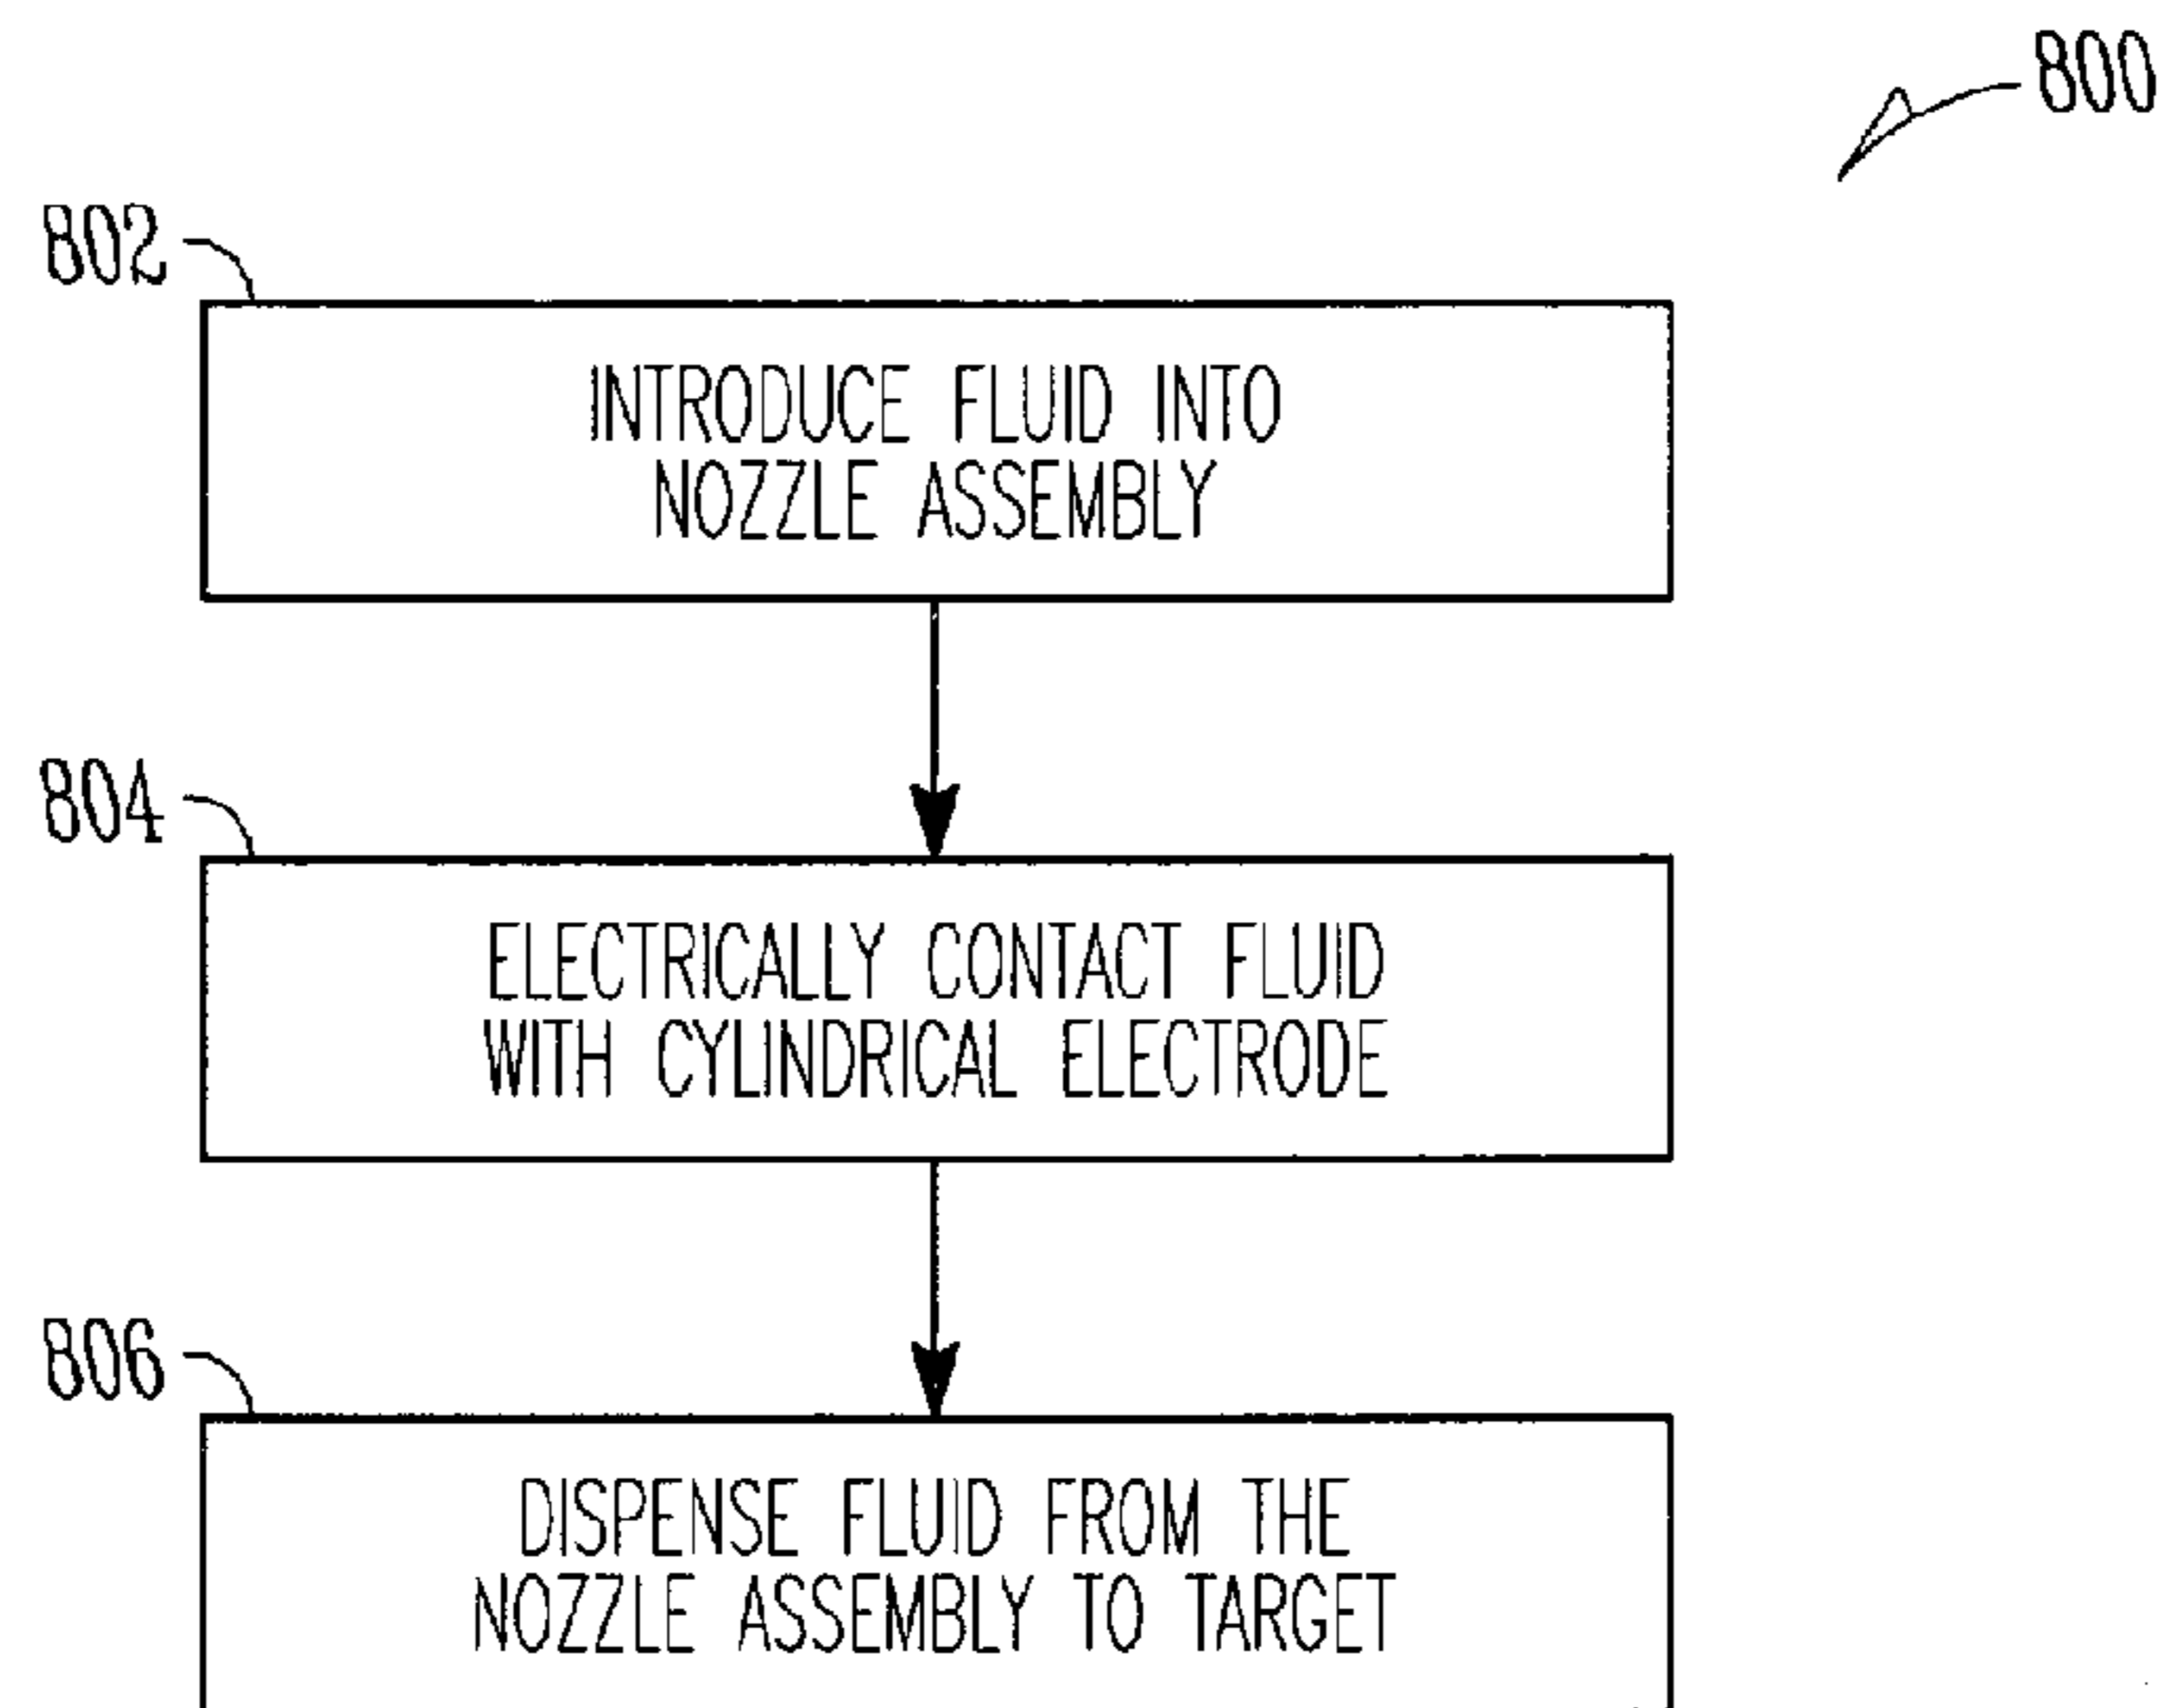 800
802
INTRODUCE FLUID INTO
NOZZLE ASSEMBLY
804
ELECTRICALLY CONTACT FLUID
WITH CYLINDRICAL ELECTRODE
806
DISPENSE FLUID FROM THE
NOZZLE ASSEMBLY TO TARGET